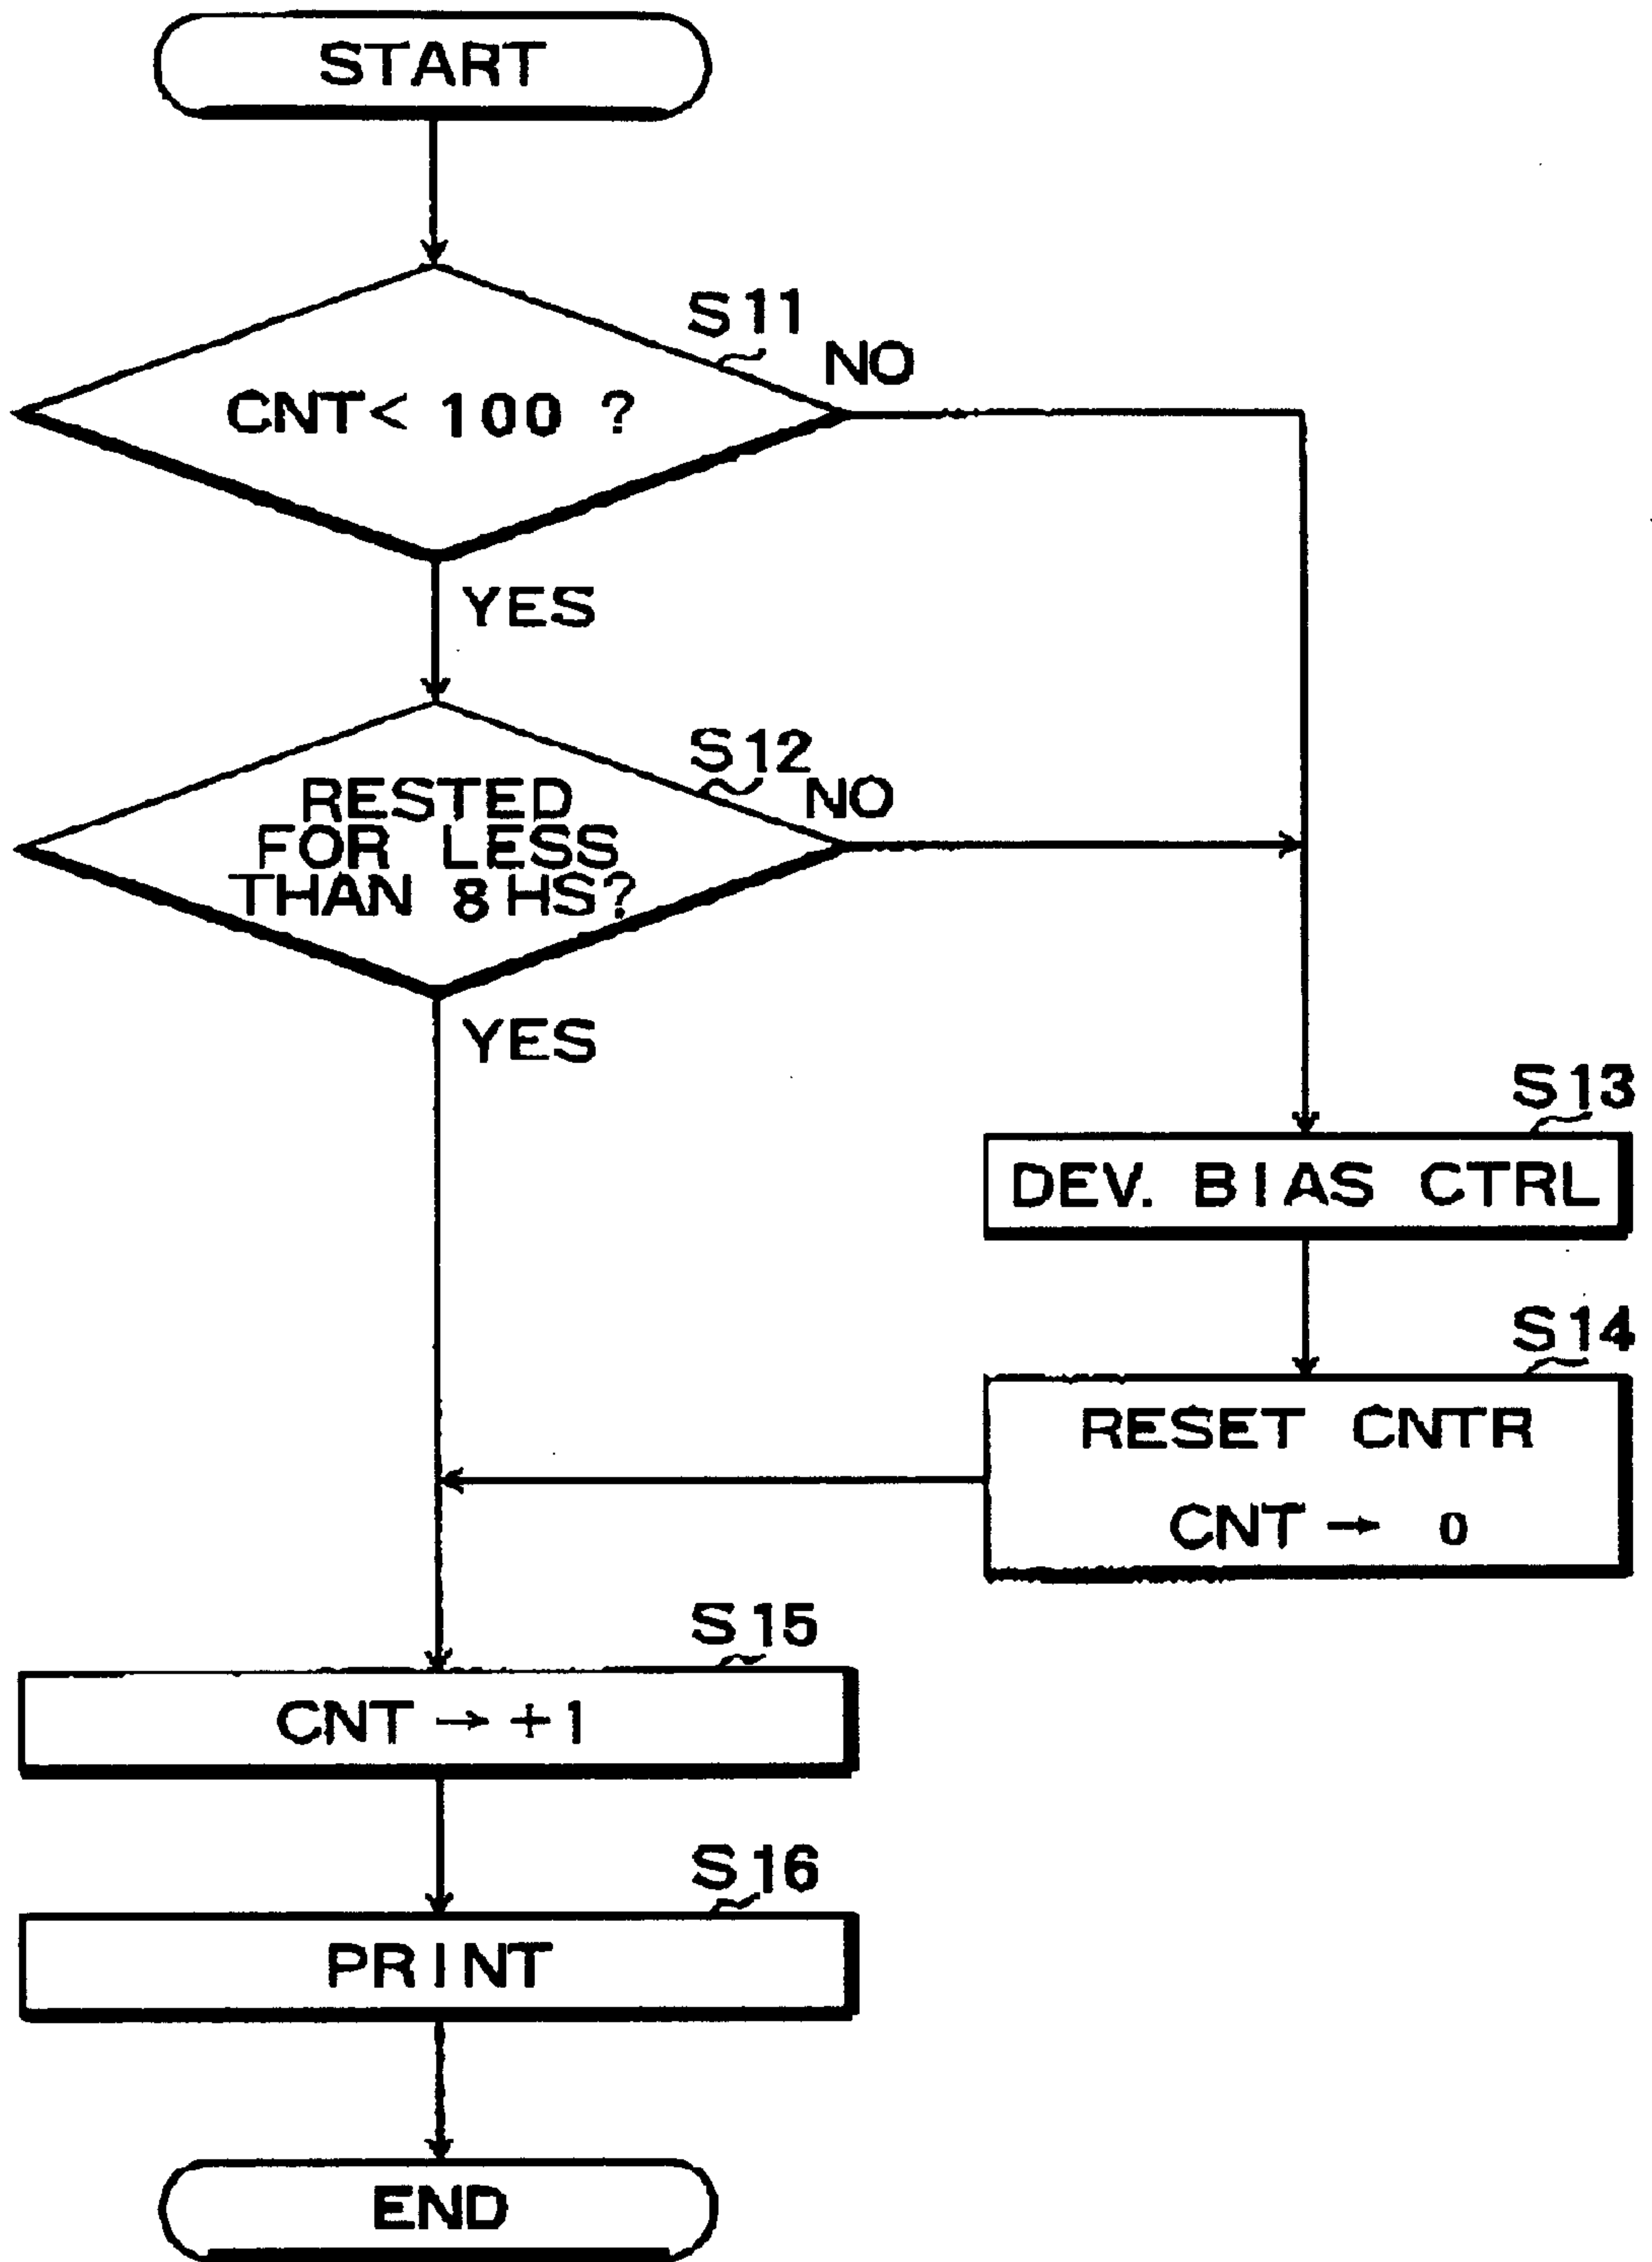 START
S11
NO
CNT< 100 ?
YES
S12
NO
RESTED
FOR LESS
THAN 8 HS?
YES
S13
DEV. BIAS CTRL
S14
RESET CNTR
CNT → 0
S15
CNT → +1
S16
PRINT
END